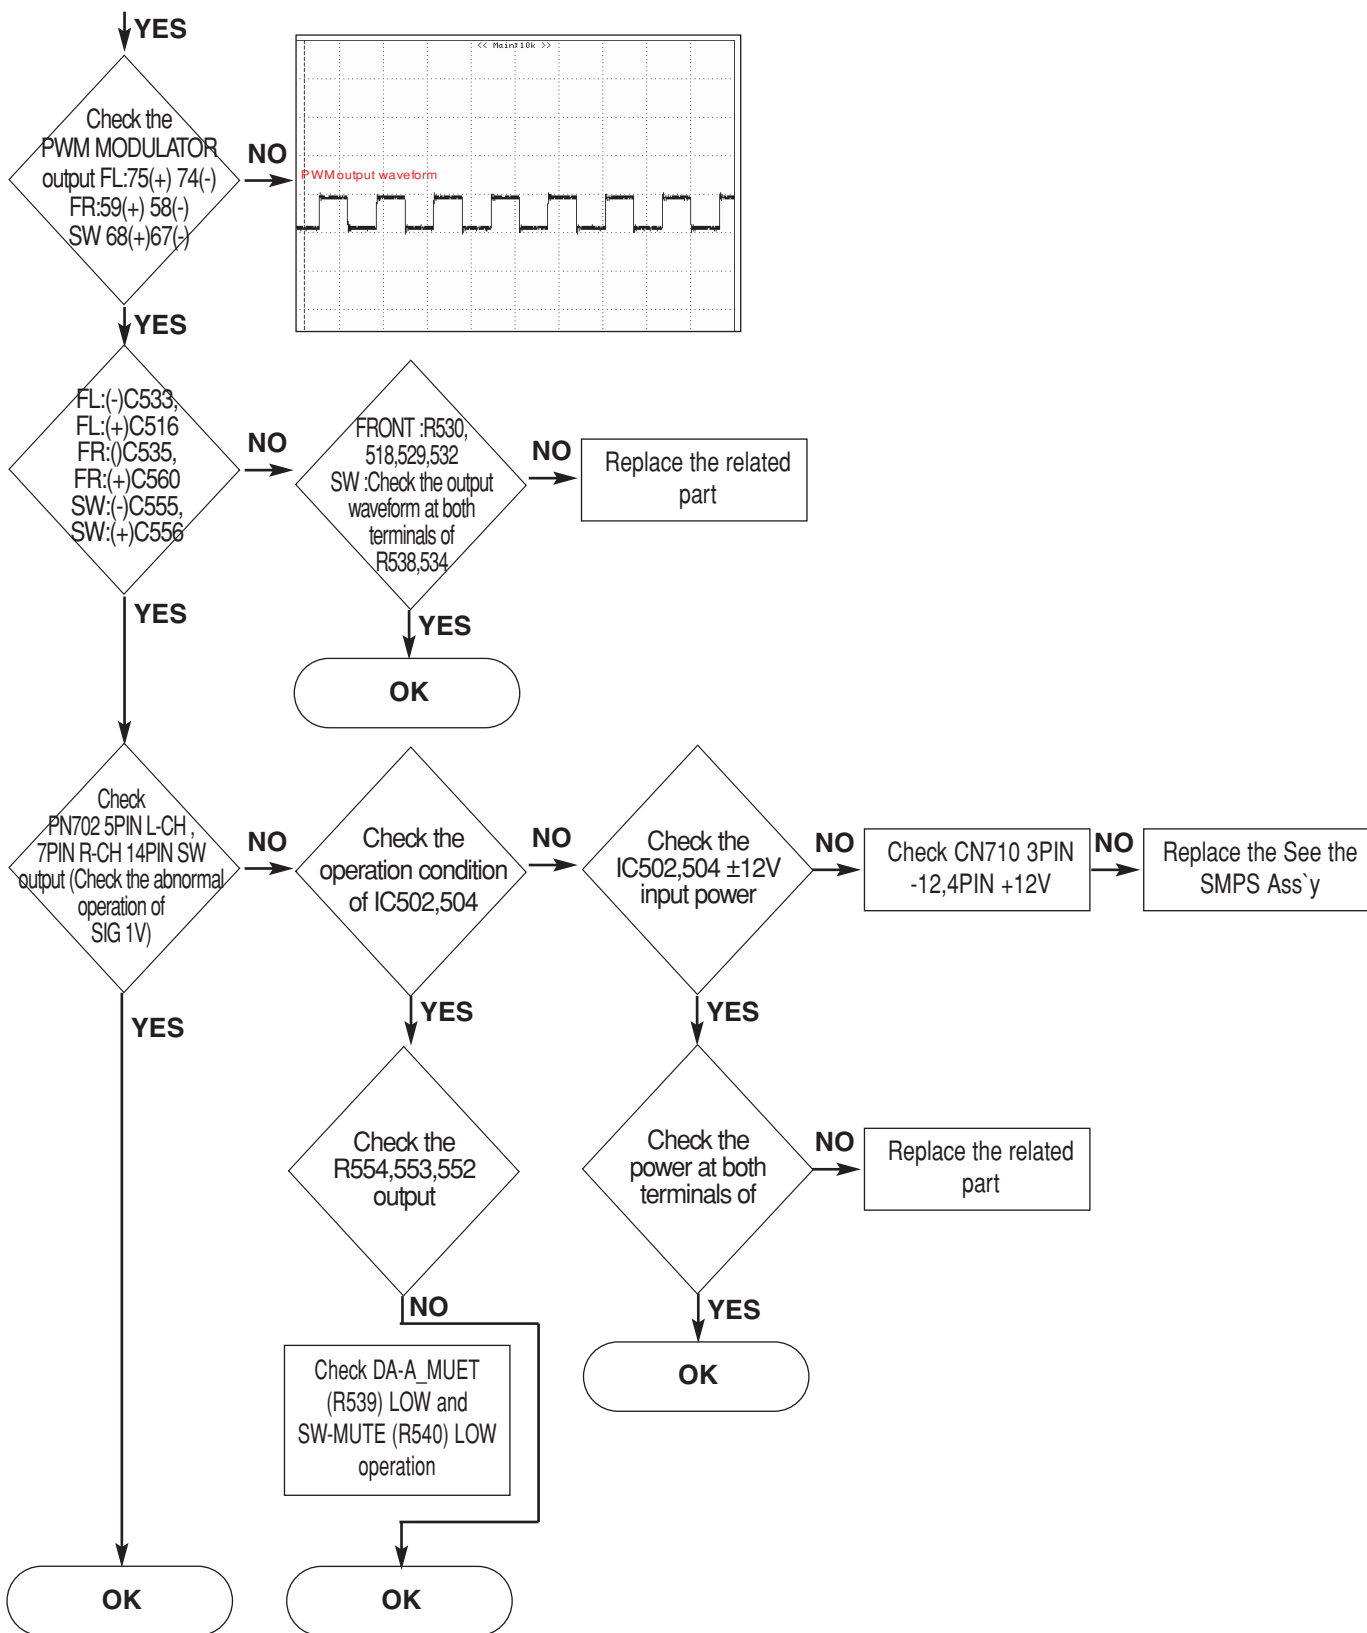 YES
Check the
PWM MODULATOR
output FL:75(+) 74(-)
FR:59(+) 58(-)
SW 68(+)67(-)
NO
<< Main:10k >>
PWM output waveform
YES
FL:(-)C533,
FL:(+)C516
FR:()C535,
FR:(+)C560
SW:(-)C555,
SW:(+)C556
NO
FRONT :R530,
518,529,532
SW :Check the output
waveform at both
terminals of
R538,534
NO
Replace the related
part
YES
OK
YES
Check
PN702 5PIN L-CH ,
7PIN R-CH 14PIN SW
output (Check the abnormal
operation of
SIG 1V)
NO
Check the
operation condition
of IC502,504
NO
Check the
IC502,504 ±12V
input power
NO
Check CN710 3PIN
-12,4PIN +12V
NO
Replace the See the
SMPS Ass`y
YES
YES
YES
Check the
R554,553,552
output
Check the
power at both
terminals of
NO
Replace the related
part
NO
YES
Check DA-A_MUET
(R539) LOW and
SW-MUTE (R540) LOW
operation
OK
OK
OK